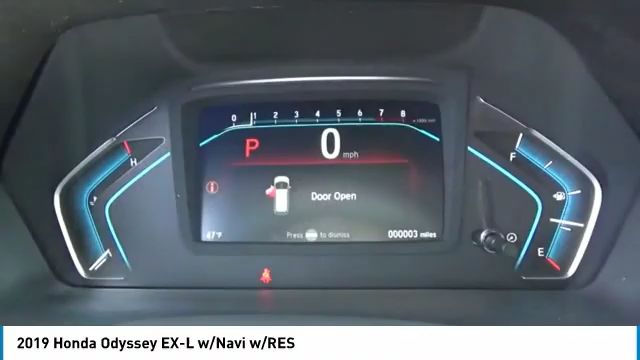 0 1 2 3 4 5 6 7 8 x1000r/min
H
P 0 mph
F
Door Open
47°F Press to dismiss 000003 miles
E
2019 Honda Odyssey EX-L w/Navi w/RES